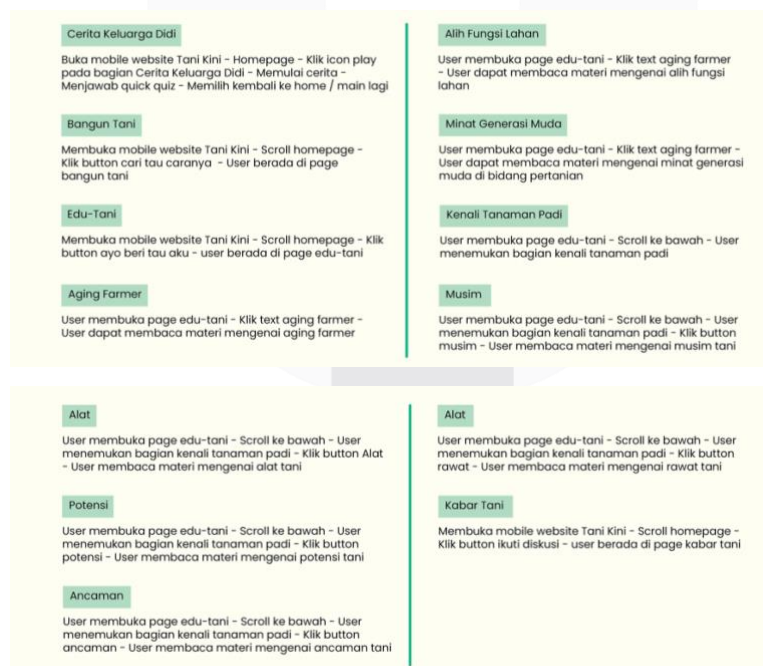 Cerita Keluarga Didi
Buka mobile website Tani Kini - Homepage - Klik icon play
pada bagian Cerita Keluarga Didi - Memulai cerita -
Menjawab quick quiz - Memilih kembali ke home / main lagi
Bangun Tani
Membuka mobile website Tani Kini - Scroll homepage -
Klik button cari tau caranya - User berada di page
bangun tani
Edu-Tani
Membuka mobile website Tani Kini - Scroll homepage - Klik
button ayo beri tau aku - user berada di page edu-tani
Aging Farmer
User membuka page edu-tani - Klik text aging farmer -
User dapat membaca materi mengenai aging farmer
Alih Fungsi Lahan
User membuka page edu-tani - Klik text aging farmer
- User dapat membaca materi mengenai alih fungsi
lahan
Minat Generasi Muda
User membuka page edu-tani - Klik text aging farmer -
User dapat membaca materi mengenai minat generasi
muda di bidang pertanian
Kenali Tanaman Padi
User membuka page edu-tani - Scroll ke bawah - User
menemukan bagian kenali tanaman padi
Musim
User membuka page edu-tani - Scroll ke bawah - User
menemukan bagian kenali tanaman padi - Klik button
musim - User membaca materi mengenai musim tani
Alat
User membuka page edu-tani - Scroll ke bawah - User
menemukan bagian kenali tanaman padi - Klik button Alat
- User membaca materi mengenai alat tani
Potensi
User membuka page edu-tani - Scroll ke bawah - User
menemukan bagian kenali tanaman padi - Klik button
potensi - User membaca materi mengenai potensi tani
Ancaman
User membuka page edu-tani - Scroll ke bawah - User
menemukan bagian kenali tanaman padi - Klik button
ancaman - User membaca materi mengenai ancaman tani
Alat
User membuka page edu-tani - Scroll ke bawah - User
menemukan bagian kenali tanaman padi - Klik button
rawat - User membaca materi mengenai rawat tani
Kabar Tani
Membuka mobile website Tani Kini - Scroll homepage -
Klik button ikuti diskusi - user berada di page kabar tani